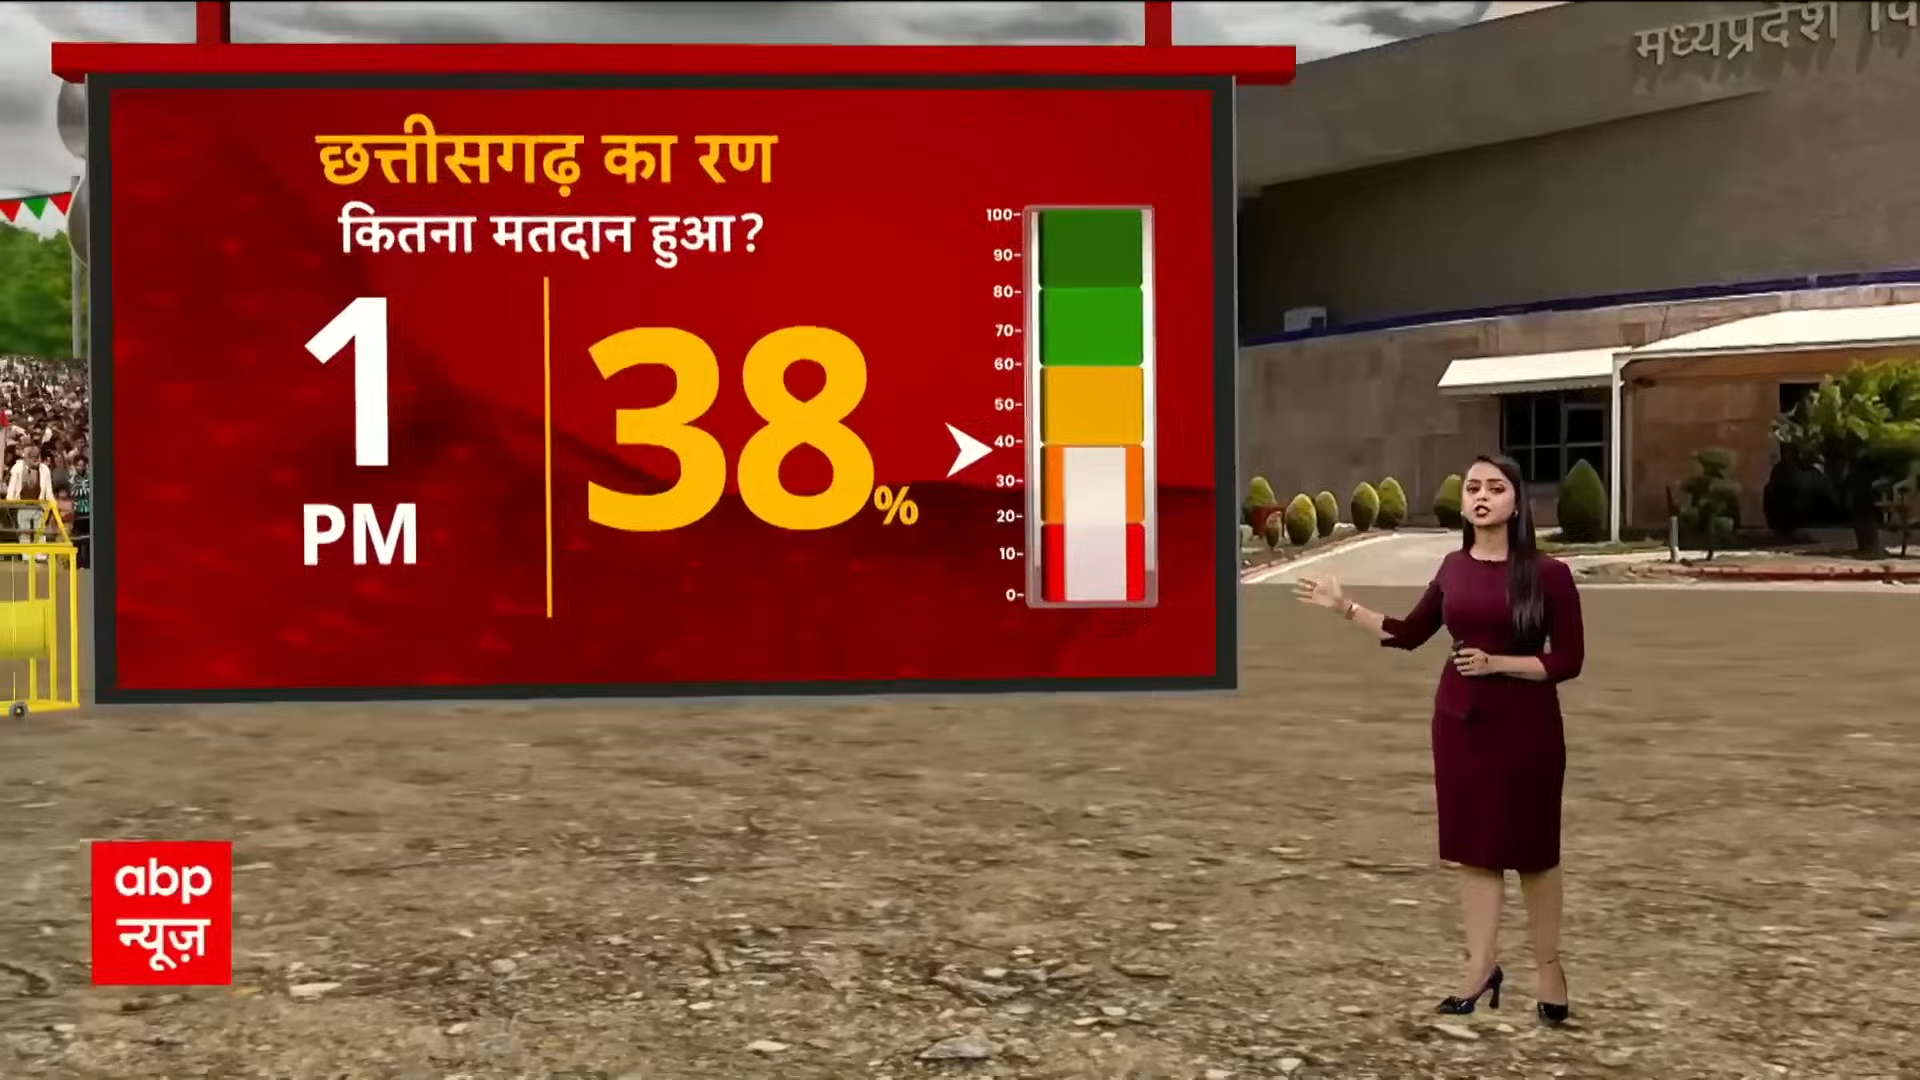 मध्यप्रदेश
छत्तीसगढ़ का रण
कितना मतदान हुआ?
1
PM
38%
100-
90-
80-
70-
60-
50-
40-
30-
20-
10-
0-
abp
न्यूज़